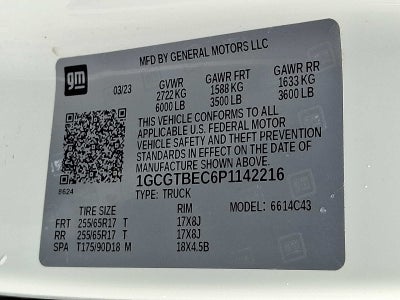 gm
MFD BY GENERAL MOTORS LLC
03/23 GVWR GAWR FRT GAWR RR
2722 KG 1588 KG 1633 KG
6000 LB 3500 LB 3600 LB
THIS VEHICLE CONFORMS TO ALL
APPLICABLE U.S. FEDERAL MOTOR
VEHICLE SAFETY AND THEFT PREVENTION
STANDARDS IN EFFECT ON THE DATE OF
MANUFACTURE SHOWN ABOVE.
8624 1GCGTBEC6P1142216
TYPE: TRUCK
TIRE SIZE RIM MODEL: 6614C43
FRT 255/65R17 T 17X8J
RR 255/65R17 T 17X8J
SPA T175/90D18 M 18X4.5B